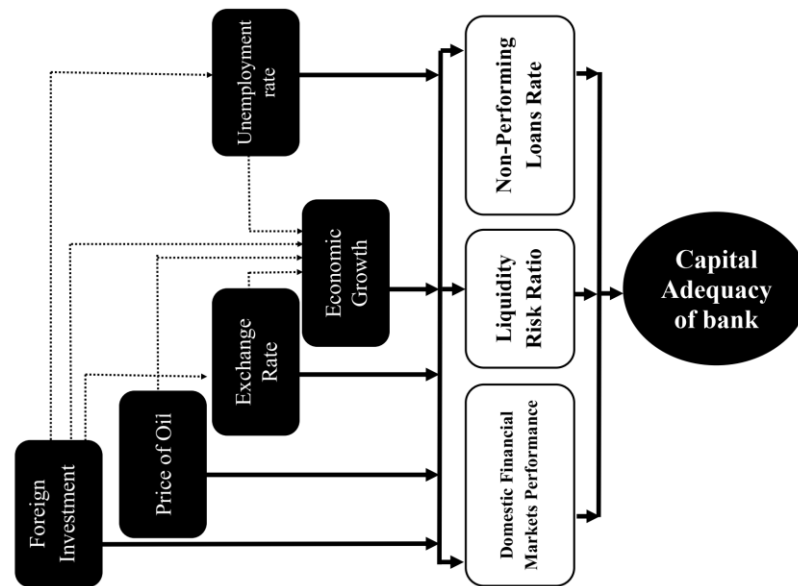 Unemployment
rate
Economic
Growth
Exchange
Rate
Price of Oil
Foreign
Investment
Non-Performing
Loans Rate
Liquidity
Risk Ratio
Domestic Financial
Markets Performance
Capital
Adequacy
of bank